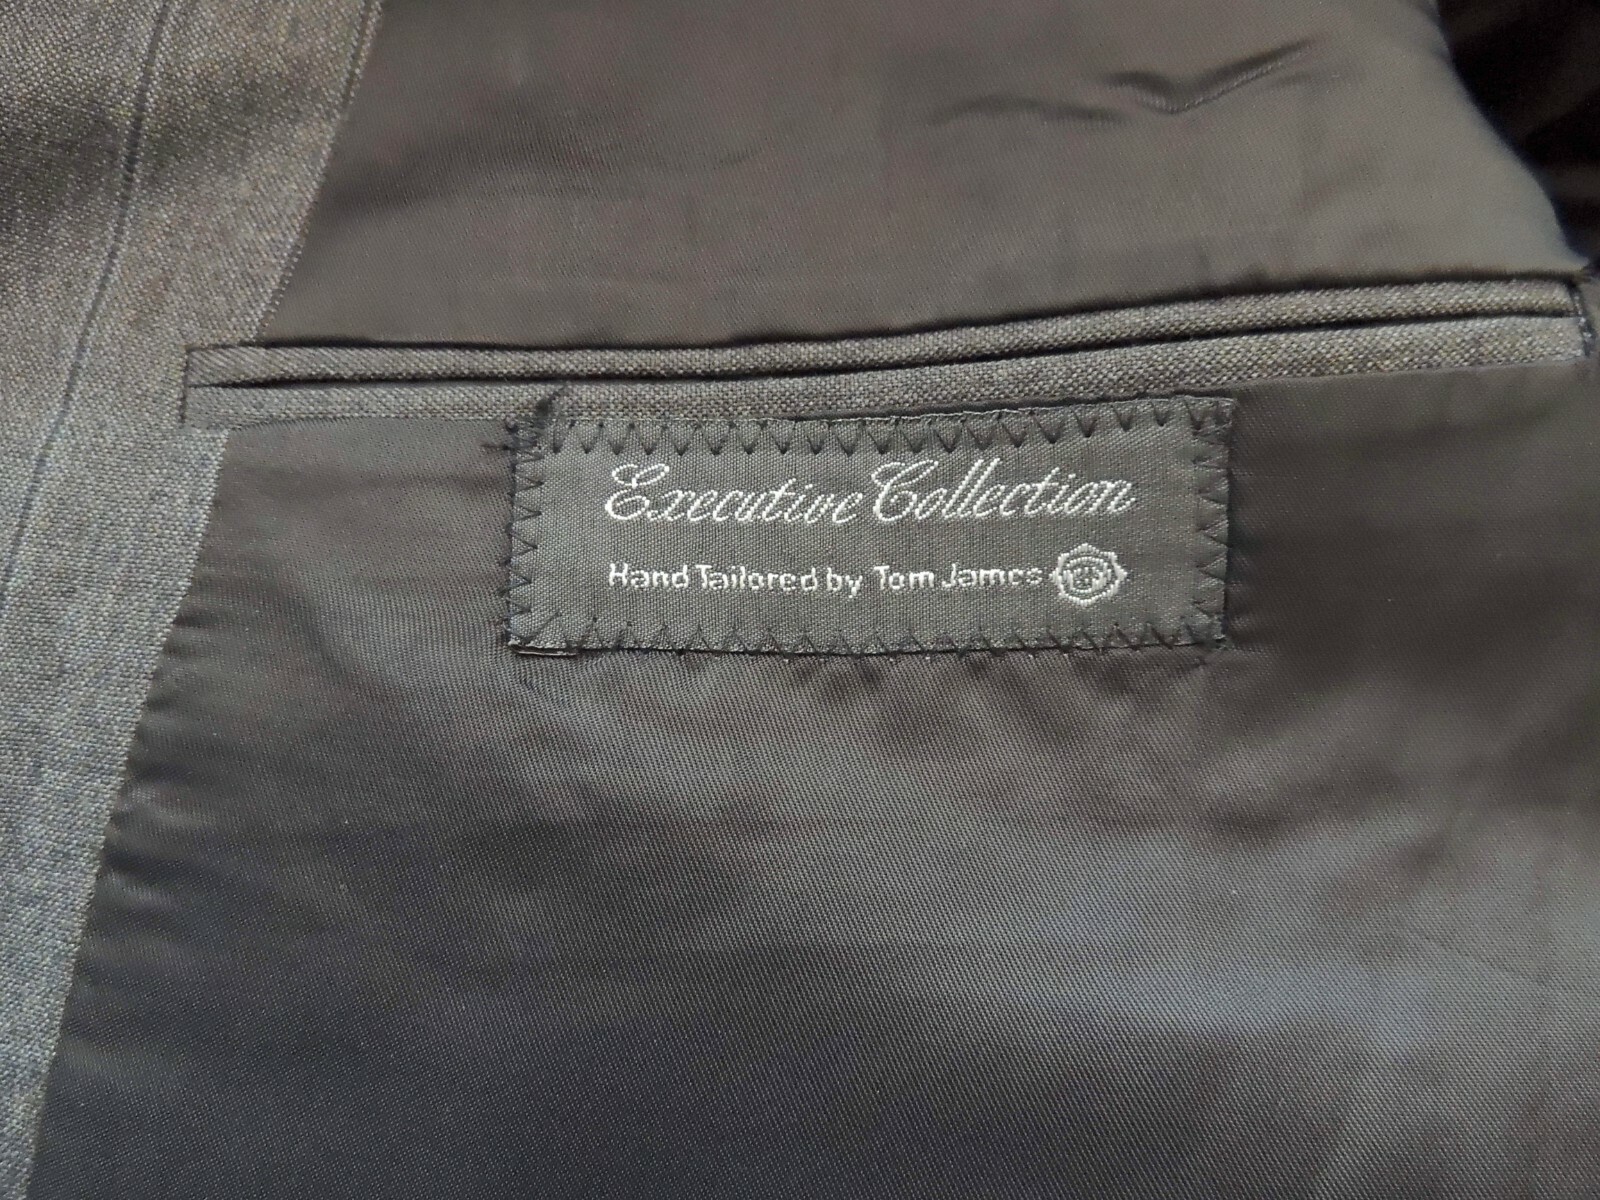 Executive Collection
Hand Tailored by Tom James